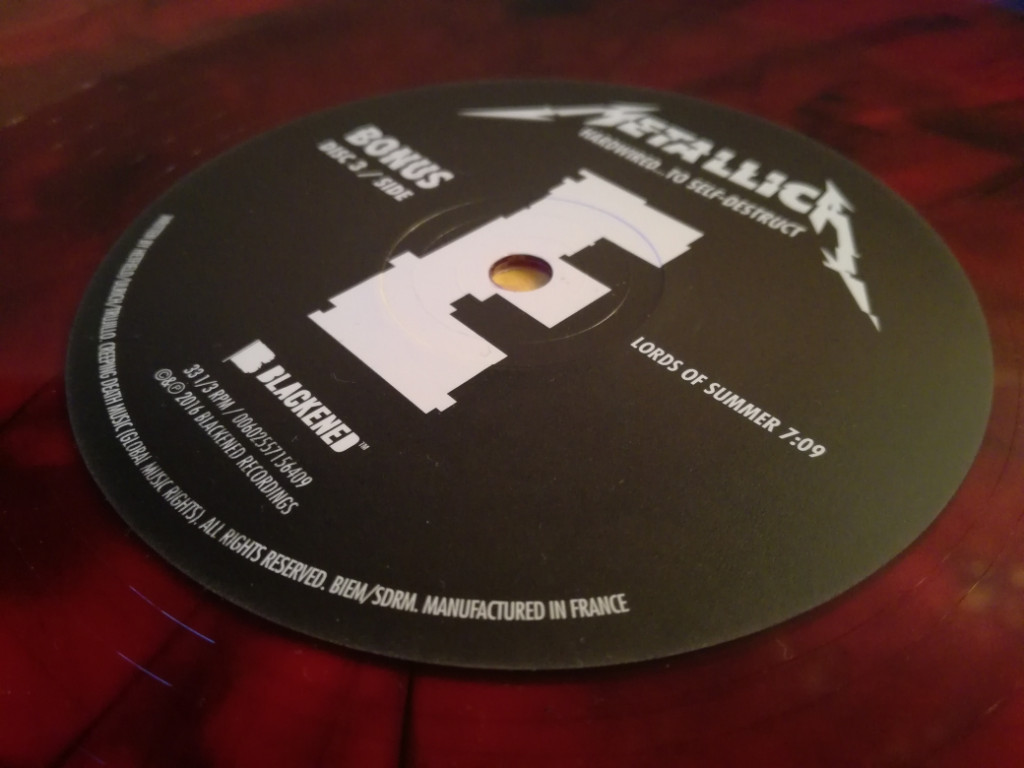 METALLICA
HARDWIRED...TO SELF-DESTRUCT
BONUS
DISC 3 / SIDE
E
LORDS OF SUMMER 7:09
B BLACKENED™
33 1/3 RPM / 00602557156409
©&℗ 2016 BLACKENED RECORDINGS
CREEPING DEATH MUSIC (GLOBAL MUSIC RIGHTS). ALL RIGHTS RESERVED. BIEM/SDRM. MANUFACTURED IN FRANCE